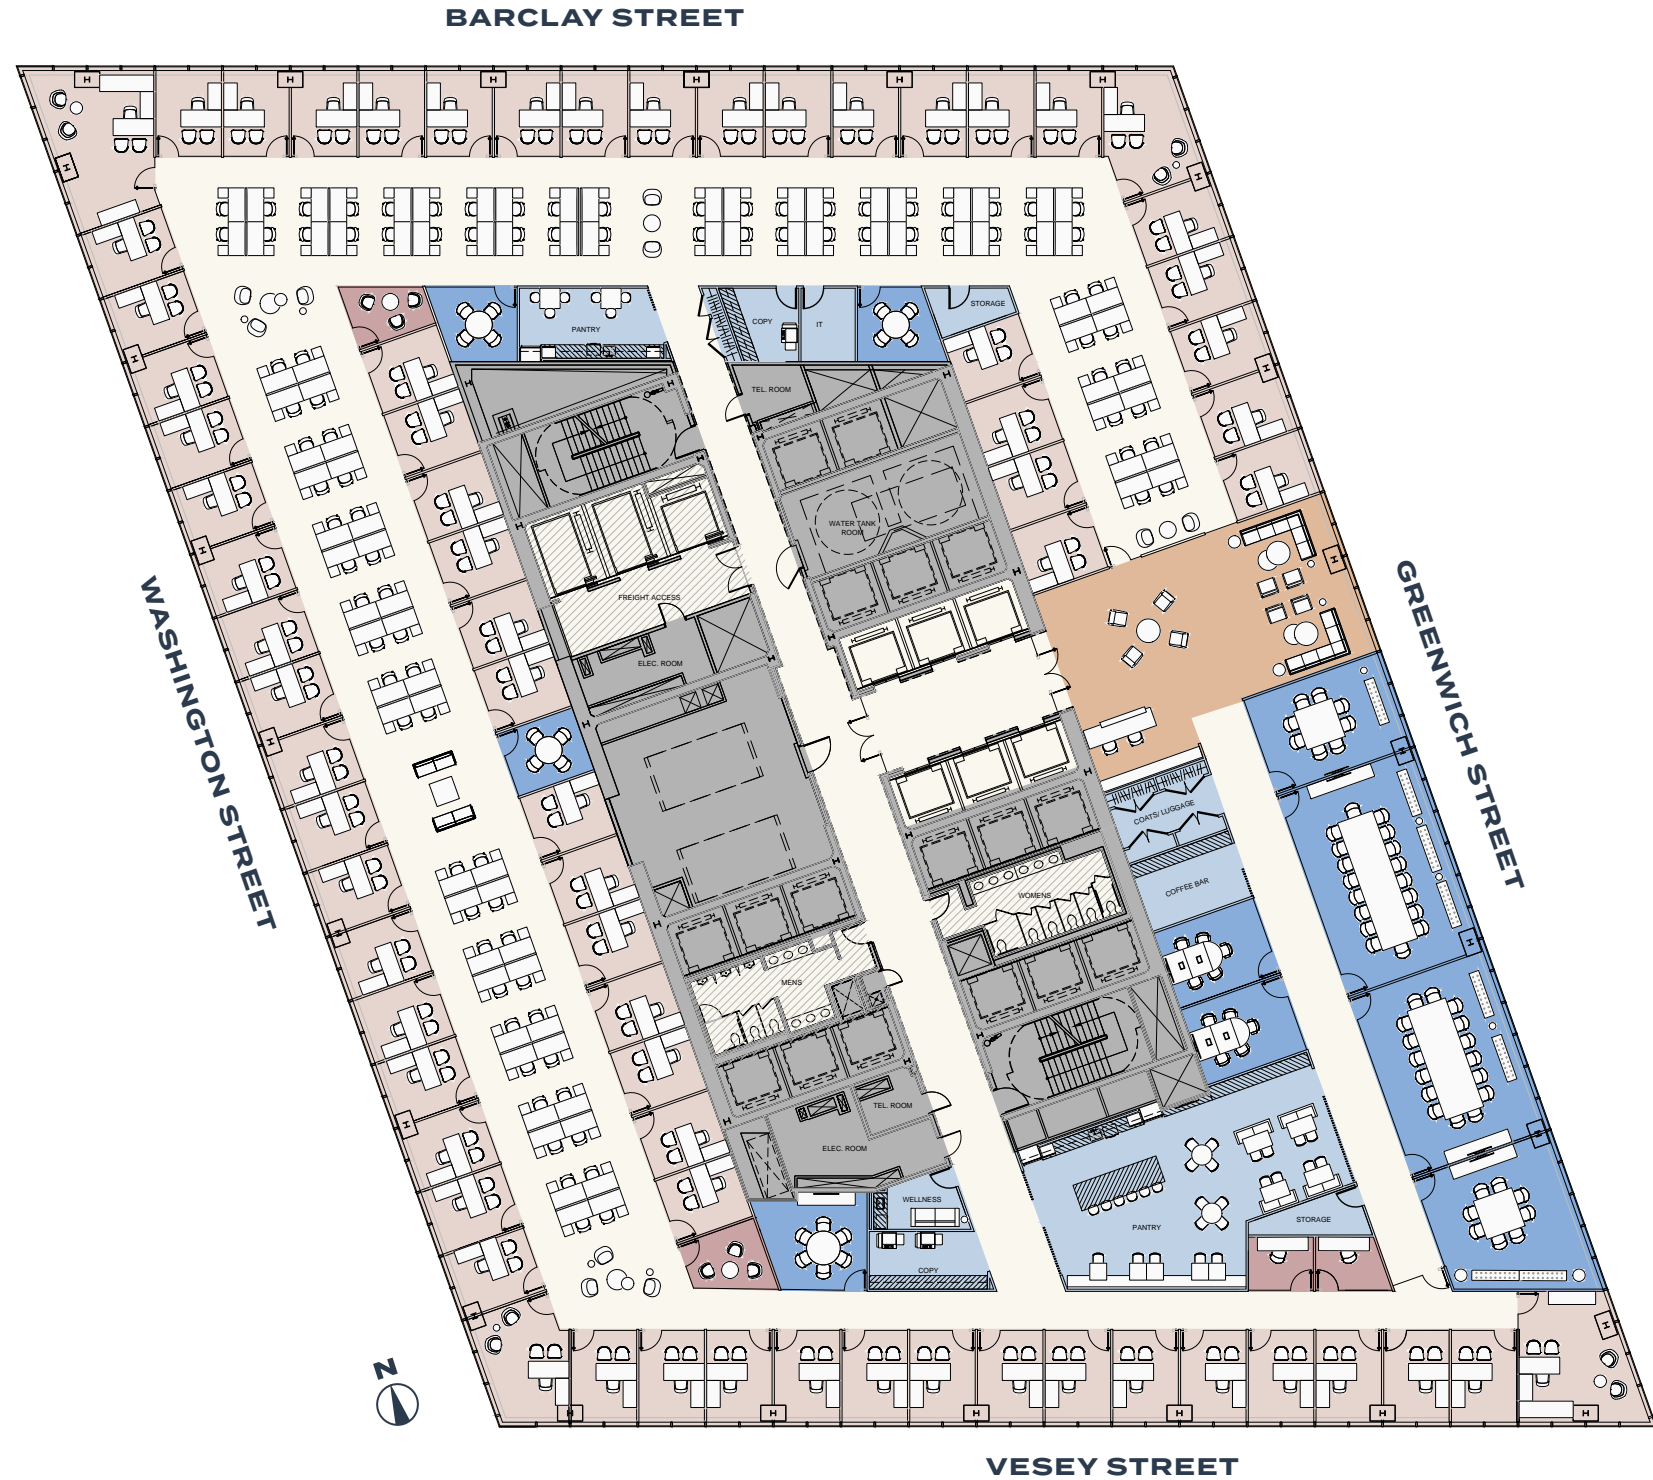 BARCLAY STREET
STORAGE
COPY
IT
PANTRY
TEL. ROOM
WATER TANK
ROOM
FREIGHT ACCESS
ELEC. ROOM
WASHINGTON STREET
GREENWICH STREET
COATS/ LUGGAGE
COFFEE BAR
WOMENS
MENS
TEL. ROOM
ELEC. ROOM
WELLNESS
STORAGE
PANTRY
COPY
N
VESEY STREET